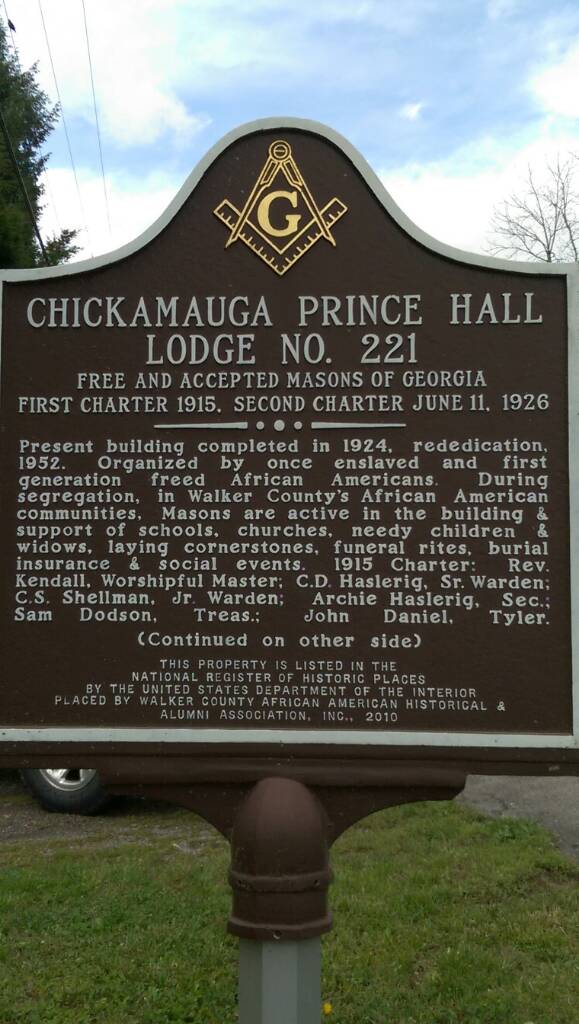 G
CHICKAMAUGA PRINCE HALL
LODGE NO. 221
FREE AND ACCEPTED MASONS OF GEORGIA
FIRST CHARTER 1915. SECOND CHARTER JUNE 11, 1926
Present building completed in 1924, rededication,
1952. Organized by once enslaved and first
generation freed African Americans. During
segregation, in Walker County's African American
communities, Masons are active in the building &
support of schools, churches, needy children &
widows, laying cornerstones, funeral rites, burial
insurance & social events. 1915 Charter: Rev.
Kendall, Worshipful Master; C.D. Haslerig, Sr. Warden;
C.S. Shellman, Jr. Warden; Archie Haslerig, Sec.;
Sam Dodson, Treas.; John Daniel, Tyler.
(Continued on other side)
THIS PROPERTY IS LISTED IN THE
NATIONAL REGISTER OF HISTORIC PLACES
BY THE UNITED STATES DEPARTMENT OF THE INTERIOR
PLACED BY WALKER COUNTY AFRICAN AMERICAN HISTORICAL &
ALUMNI ASSOCIATION, INC., 2010